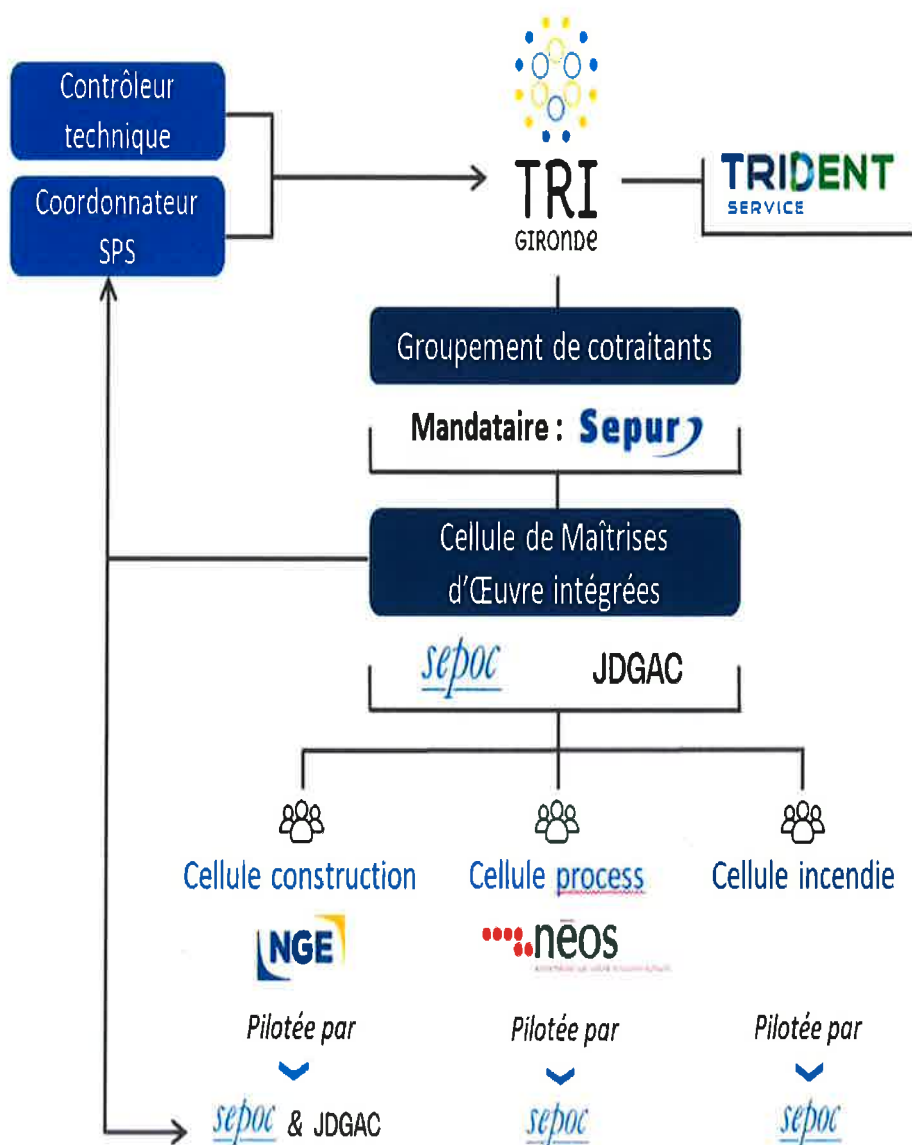 Contrôleur
technique
Coordonnateur
SPS
TRI
GIRONDe
TRIDENT
SERVICE
Groupement de cotraitants
Mandataire : Sepur
Cellule de Maîtrises
d'Œuvre intégrées
sepoc JDGAC
Cellule construction Cellule process Cellule incendie
NGE nēos
Pilotée par Pilotée par Pilotée par
sepoc & JDGAC sepoc sepoc